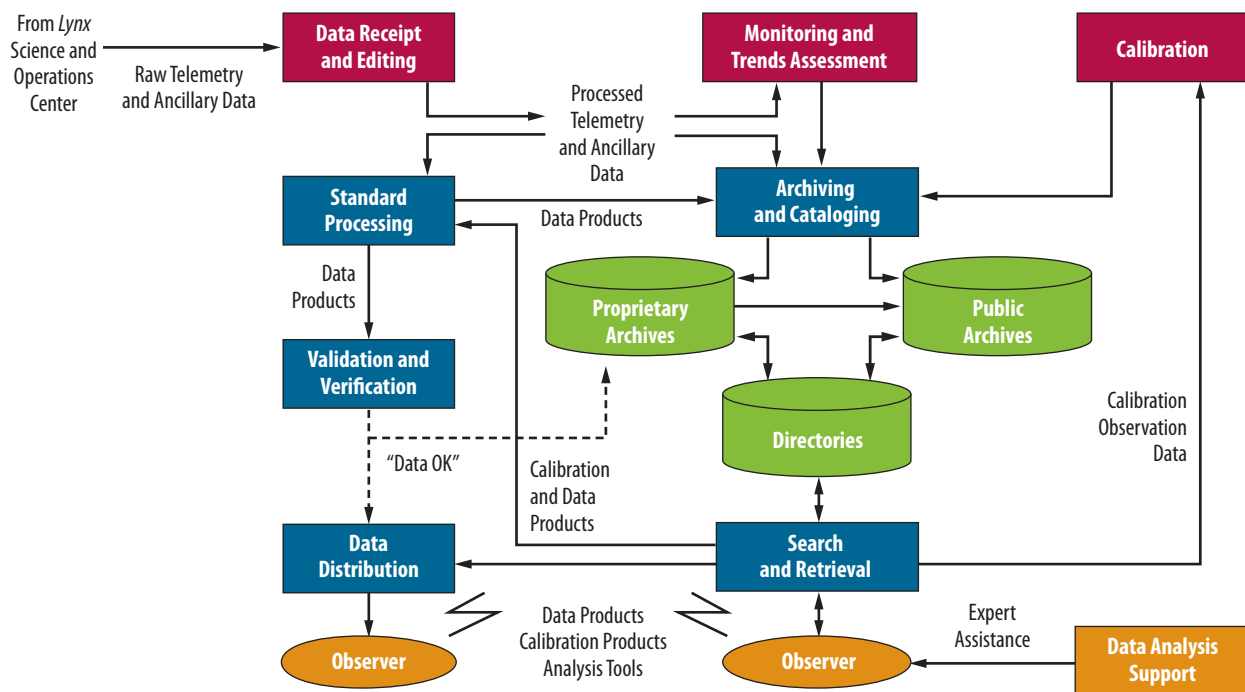 From Lynx
Science and
Operations
Center
Raw Telemetry
and Ancillary Data
Data Receipt
and Editing
Monitoring and
Trends Assessment
Calibration
Processed
Telemetry
and Ancillary
Data
Standard
Processing
Data Products
Archiving
and Cataloging
Data
Products
Proprietary
Archives
Public
Archives
Validation and
Verification
Directories
Calibration
Observation
Data
"Data OK"
Calibration
and Data
Products
Data
Distribution
Search
and Retrieval
Data Products
Calibration Products
Analysis Tools
Expert
Assistance
Observer
Observer
Data Analysis
Support